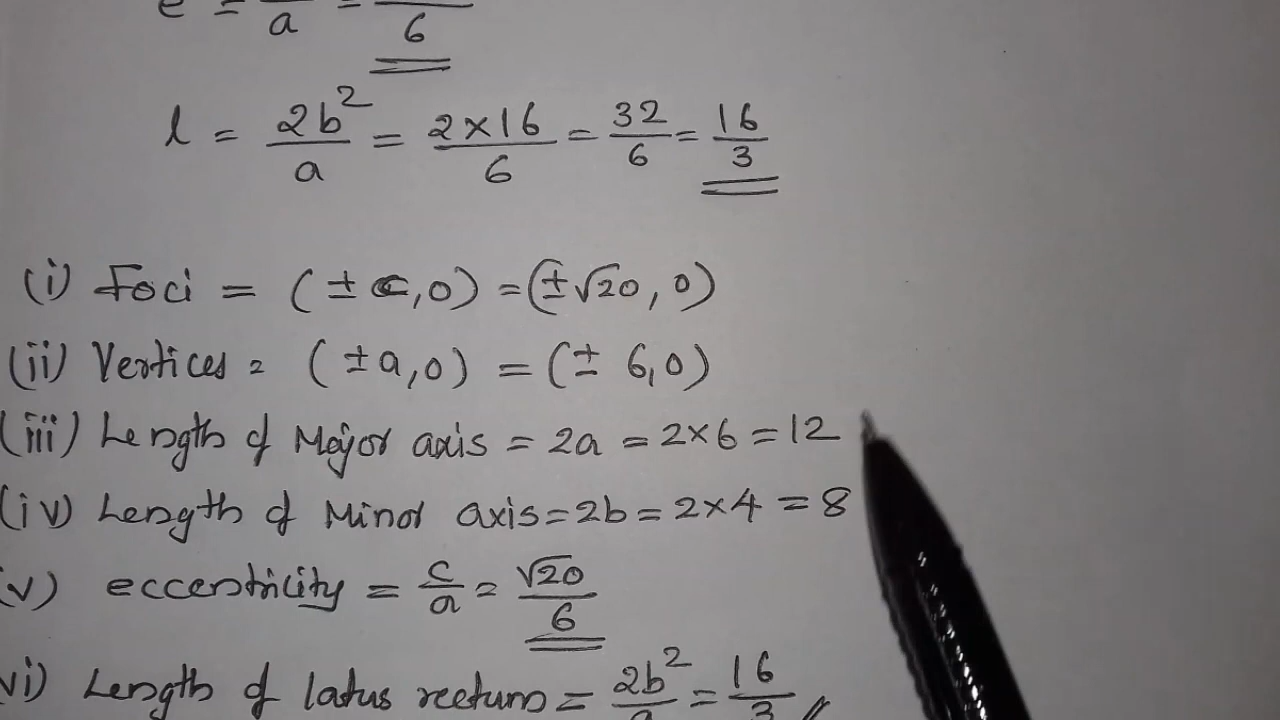 e = /a = /6
l = 2b²/a = 2×16/6 = 32/6 = 16/3
(i) Foci = (±c,0) = (±√20, 0)
(ii) Vertices = (±a,0) = (± 6,0)
(iii) Length of Major axis = 2a = 2×6 = 12
(iv) Length of Minor axis = 2b = 2×4 = 8
v) eccentricity = c/a = √20/6
vi) Length of latus rectum = 2b²/a = 16/3 //